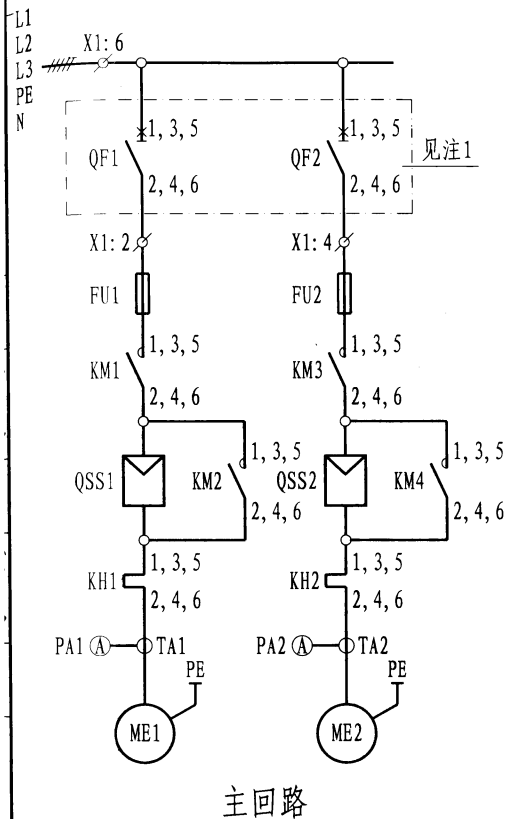 L1
L2
L3
PE
N
X1: 6
1, 3, 5
QF1
2, 4, 6
1, 3, 5
QF2
2, 4, 6
见注1
X1: 2
X1: 4
FU1
FU2
1, 3, 5
KM1
2, 4, 6
1, 3, 5
KM3
2, 4, 6
QSS1
1, 3, 5
KM2
2, 4, 6
QSS2
1, 3, 5
KM4
2, 4, 6
1, 3, 5
KH1
2, 4, 6
1, 3, 5
KH2
2, 4, 6
PA1 A TA1
PA2 A TA2
PE
PE
ME1
ME2
主回路